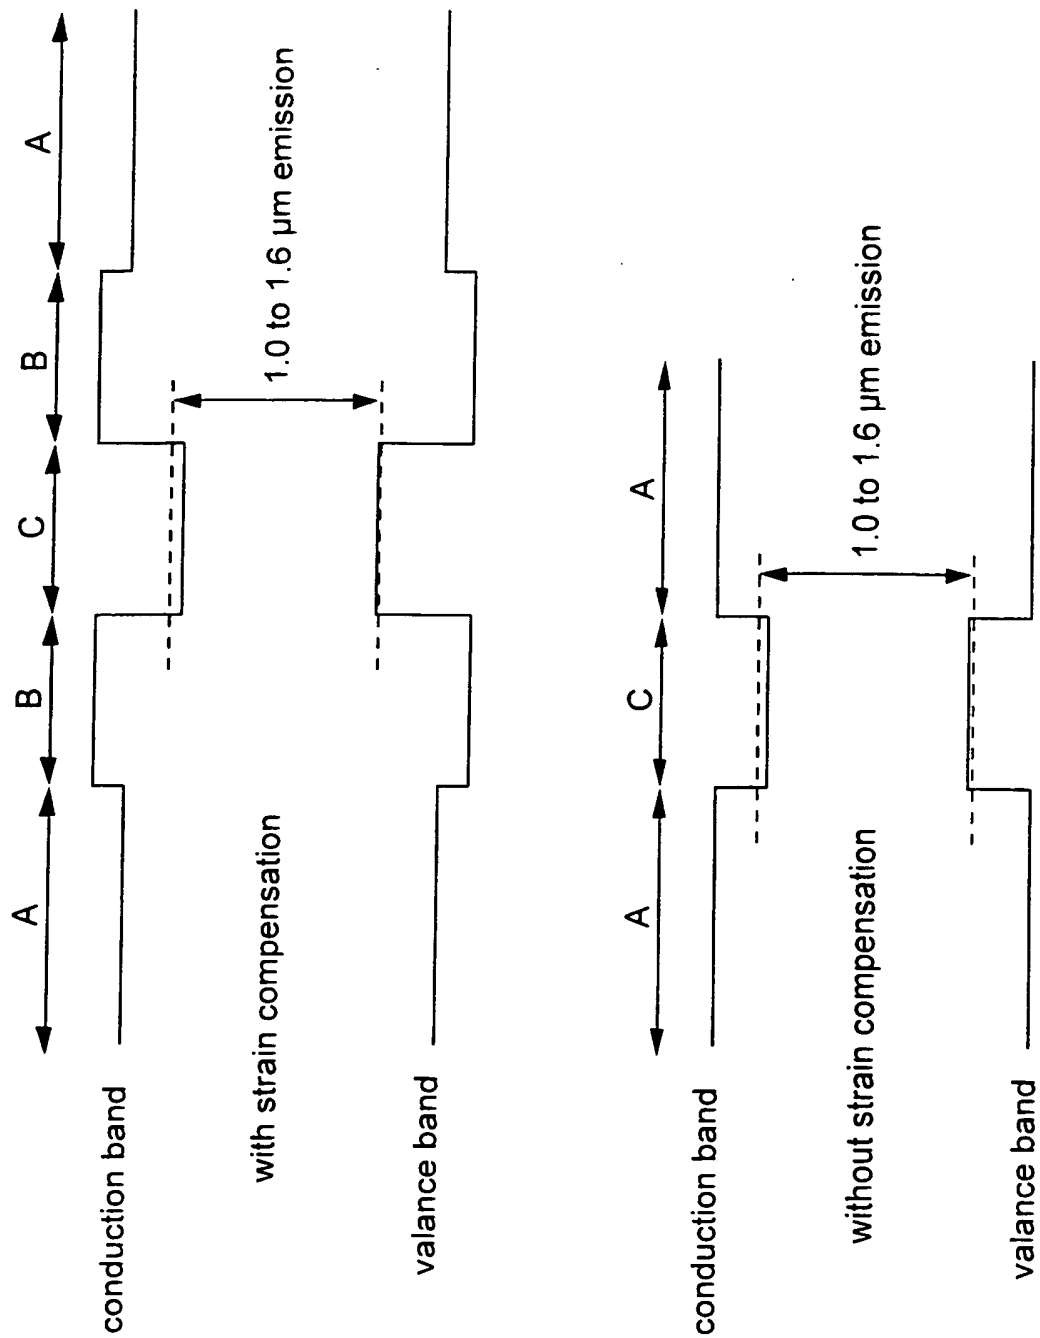 A
B
C
B
A
conduction band
1.0 to 1.6 µm emission
with strain compensation
valance band
A
C
A
conduction band
1.0 to 1.6 µm emission
without strain compensation
valance band